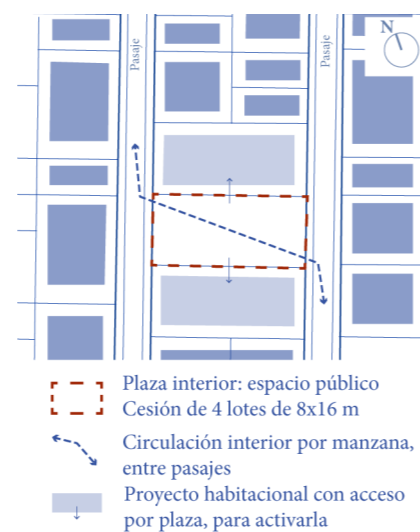 N
Pasaje
Pasaje
Plaza interior: espacio público
Cesión de 4 lotes de 8x16 m
Circulación interior por manzana,
entre pasajes
Proyecto habitacional con acceso
por plaza, para activarla